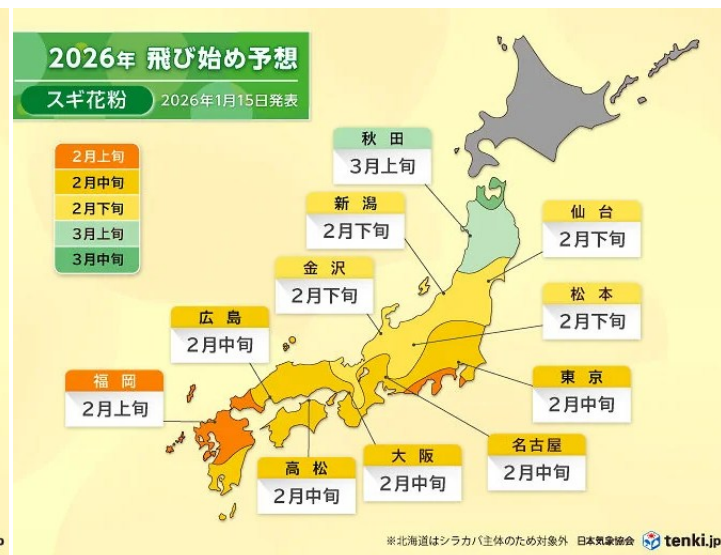 2026年 飛び始め予想
スギ花粉 2026年1月15日発表
2月上旬
2月中旬
2月下旬
3月上旬
3月中旬
秋田
3月上旬
新潟
2月下旬
仙台
2月下旬
金沢
2月下旬
松本
2月下旬
広島
2月中旬
福岡
2月上旬
東京
2月中旬
名古屋
2月中旬
大阪
2月中旬
高松
2月中旬
※北海道はシラカバ主体のため対象外 日本気象協会 tenki.jp